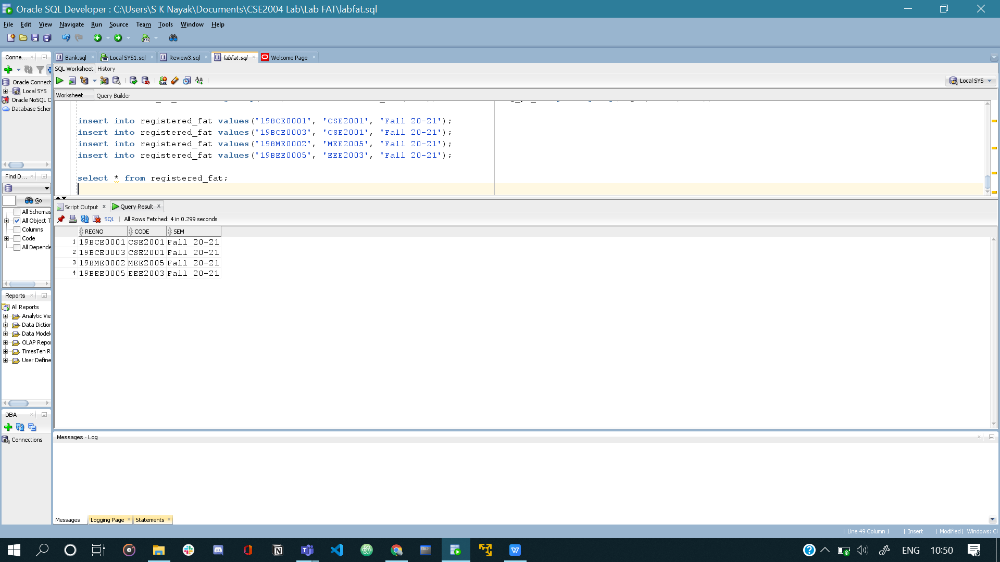 Oracle SQL Developer : C:\Users\S K Nayak\Documents\CSE2004 Lab\Lab FAT\labfat.sql
File Edit View Navigate Run Source Team Tools Window Help
Conne...
Bank.sql Local SYS1.sql Review3.sql labfat.sql Welcome Page
SQL Worksheet History
Oracle Connect
Local SYS
Oracle NoSQL C
Database Schem
Local SYS
Worksheet Query Builder
insert into registered_fat values('19BCE0001', 'CSE2001', 'Fall 20-21');
insert into registered_fat values('19BCE0003', 'CSE2001', 'Fall 20-21');
insert into registered_fat values('19BME0002', 'MEE2005', 'Fall 20-21');
insert into registered_fat values('19BEE0005', 'EEE2003', 'Fall 20-21');
select * from registered_fat;
Find D...
Go
All Schemas
All Object T
Columns
Code
All Depende
Script Output Query Result
SQL All Rows Fetched: 4 in 0.299 seconds
REGNO CODE SEM
1 19BCE0001 CSE2001 Fall 20-21
2 19BCE0003 CSE2001 Fall 20-21
3 19BME0002 MEE2005 Fall 20-21
4 19BEE0005 EEE2003 Fall 20-21
Reports
All Reports
Analytic Vie
Data Diction
Data Modele
OLAP Repor
TimesTen R
User Define
DBA
Connections
Messages - Log
Messages Logging Page Statements
Line 49 Column 1 Insert Modified Windows: Cl
ENG 10:50